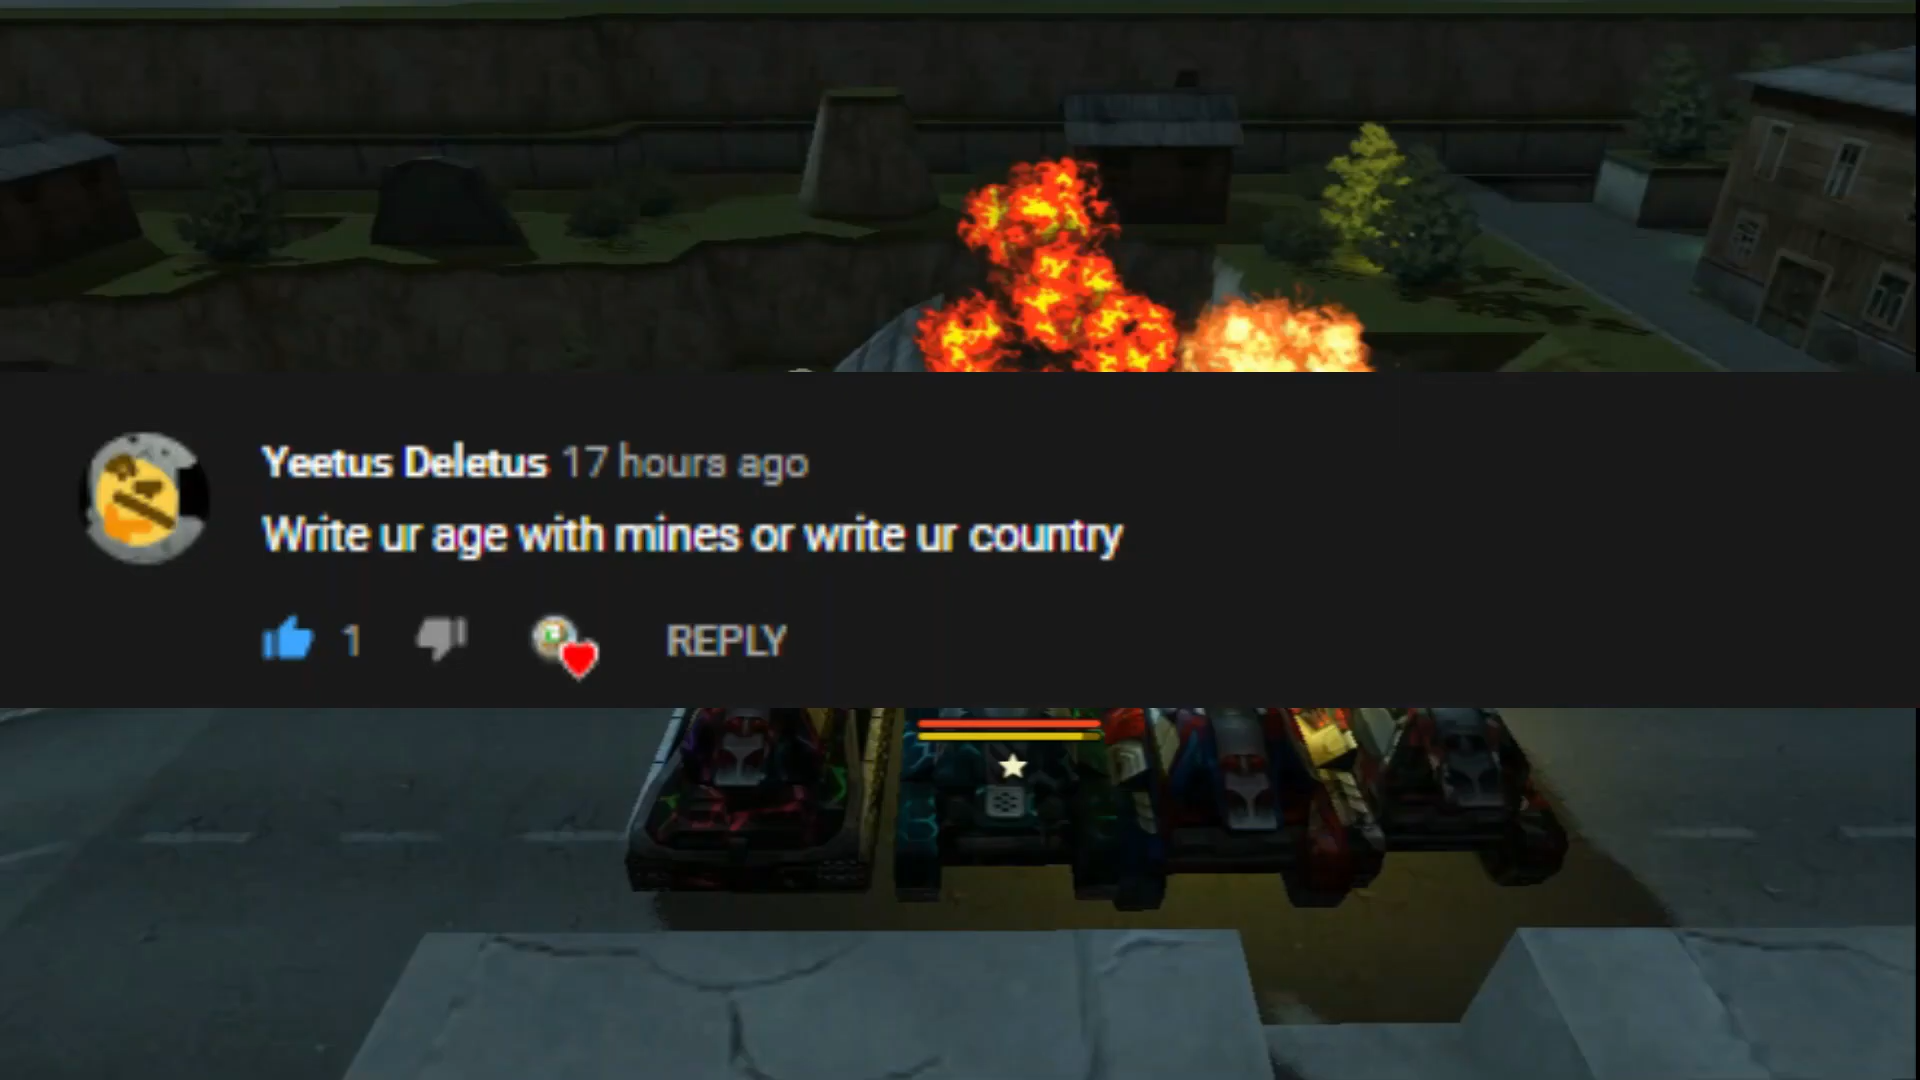 Yeetus Deletus 17 hours ago
Write ur age with mines or write ur country
1 REPLY